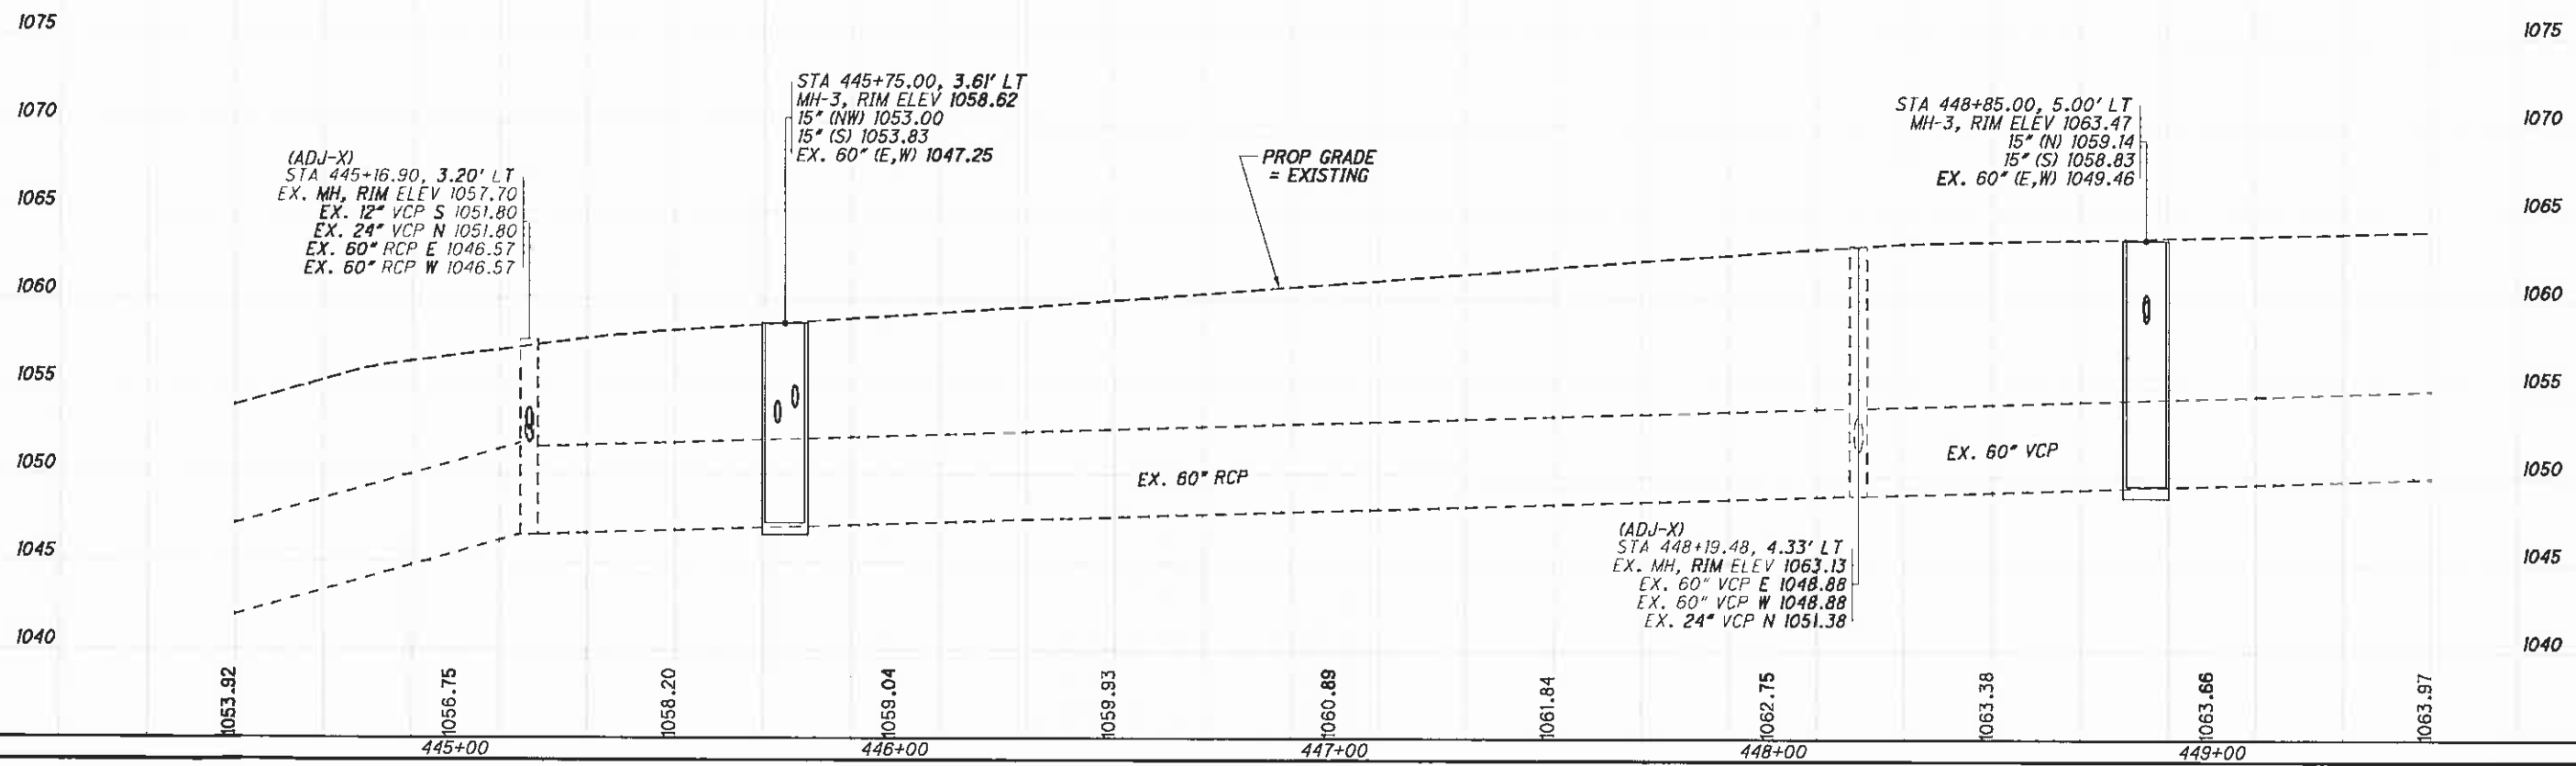 1075
1070
1065
1060
1055
1050
1045
1040
(ADJ-X)
STA 445+16.90, 3.20' LT
EX. MH, RIM ELEV 1057.70
EX. 12" VCP S 1051.80
EX. 24" VCP N 1051.80
EX. 60" RCP E 1046.57
EX. 60" RCP W 1046.57
STA 445+75.00, 3.61' LT
MH-3, RIM ELEV 1058.62
15" (NW) 1053.00
15" (S) 1053.83
EX. 60" (E,W) 1047.25
PROP GRADE
= EXISTING
STA 448+85.00, 5.00' LT
MH-3, RIM ELEV 1063.47
15" (N) 1059.14
15" (S) 1058.83
EX. 60" (E,W) 1049.46
EX. 60" RCP
EX. 60" VCP
(ADJ-X)
STA 448+19.48, 4.33' LT
EX. MH, RIM ELEV 1063.13
EX. 60" VCP E 1048.88
EX. 60" VCP W 1048.88
EX. 24" VCP N 1051.38
1075
1070
1065
1060
1055
1050
1045
1040
1053.92
1056.75
1058.20
1059.04
1059.93
1060.89
1061.84
1062.75
1063.38
1063.66
1063.97
445+00
446+00
447+00
448+00
449+00